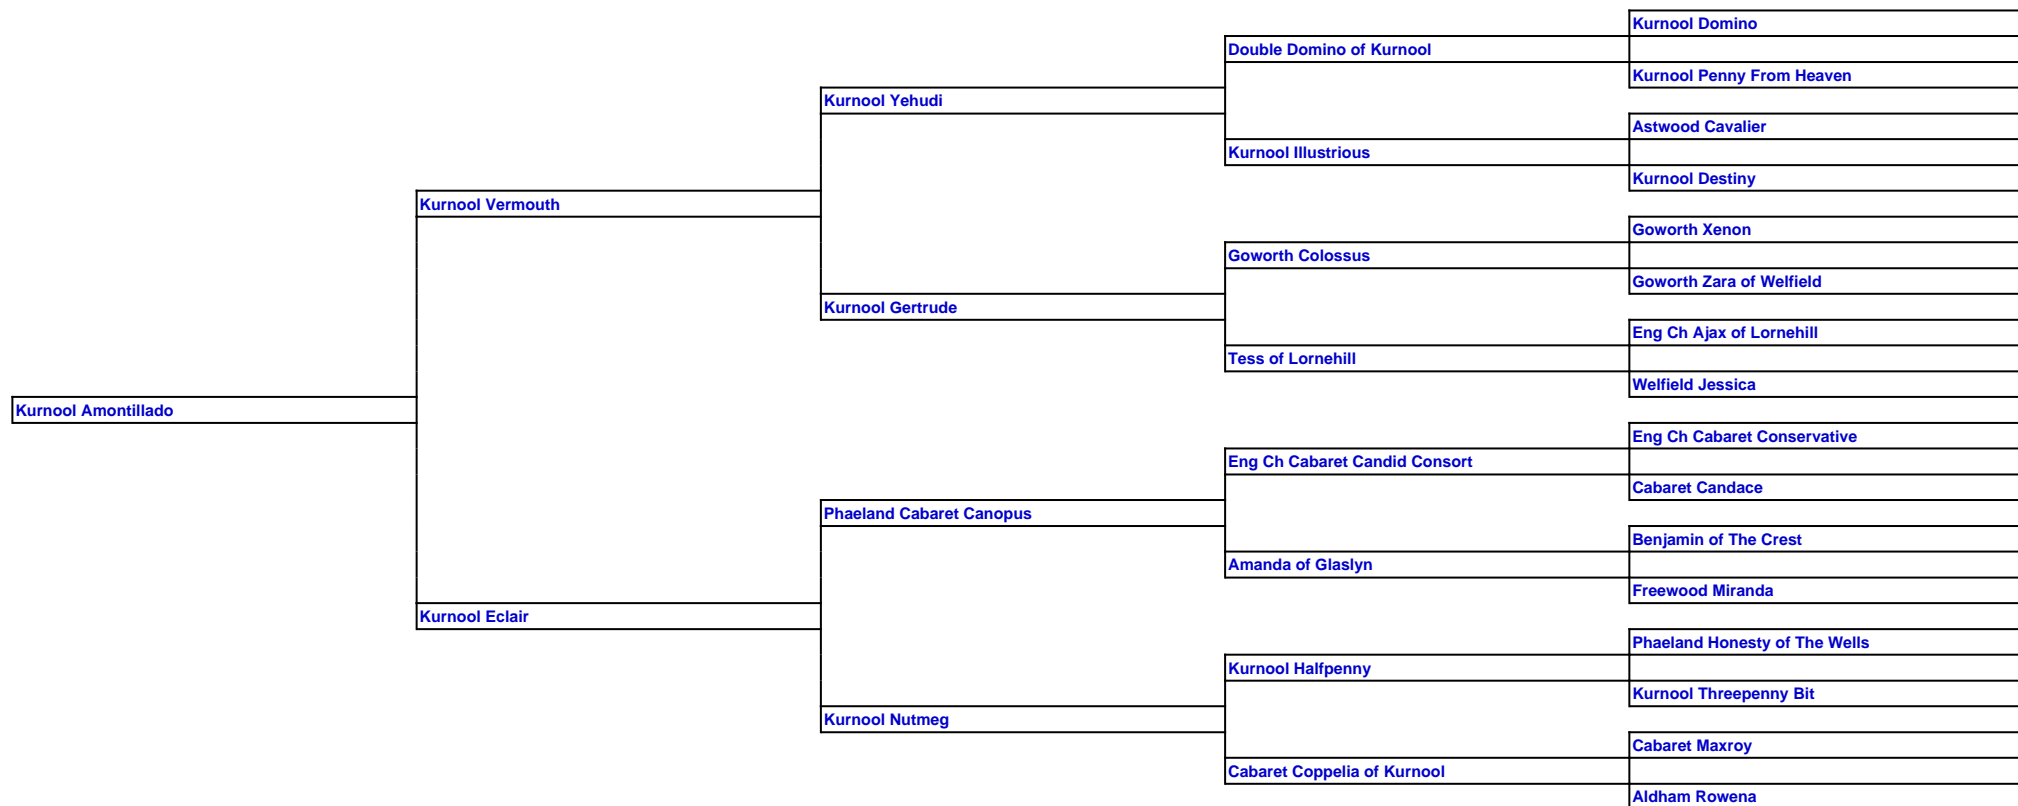 Kurnool Domino
Double Domino of Kurnool
Kurnool Penny From Heaven
Kurnool Yehudi
Astwood Cavalier
Kurnool Illustrious
Kurnool Destiny
Kurnool Vermouth
Goworth Xenon
Goworth Colossus
Goworth Zara of Welfield
Kurnool Gertrude
Eng Ch Ajax of Lornehill
Tess of Lornehill
Welfield Jessica
Kurnool Amontillado
Eng Ch Cabaret Conservative
Eng Ch Cabaret Candid Consort
Cabaret Candace
Phaeland Cabaret Canopus
Benjamin of The Crest
Amanda of Glaslyn
Freewood Miranda
Kurnool Eclair
Phaeland Honesty of The Wells
Kurnool Halfpenny
Kurnool Threepenny Bit
Kurnool Nutmeg
Cabaret Maxroy
Cabaret Coppelia of Kurnool
Aldham Rowena